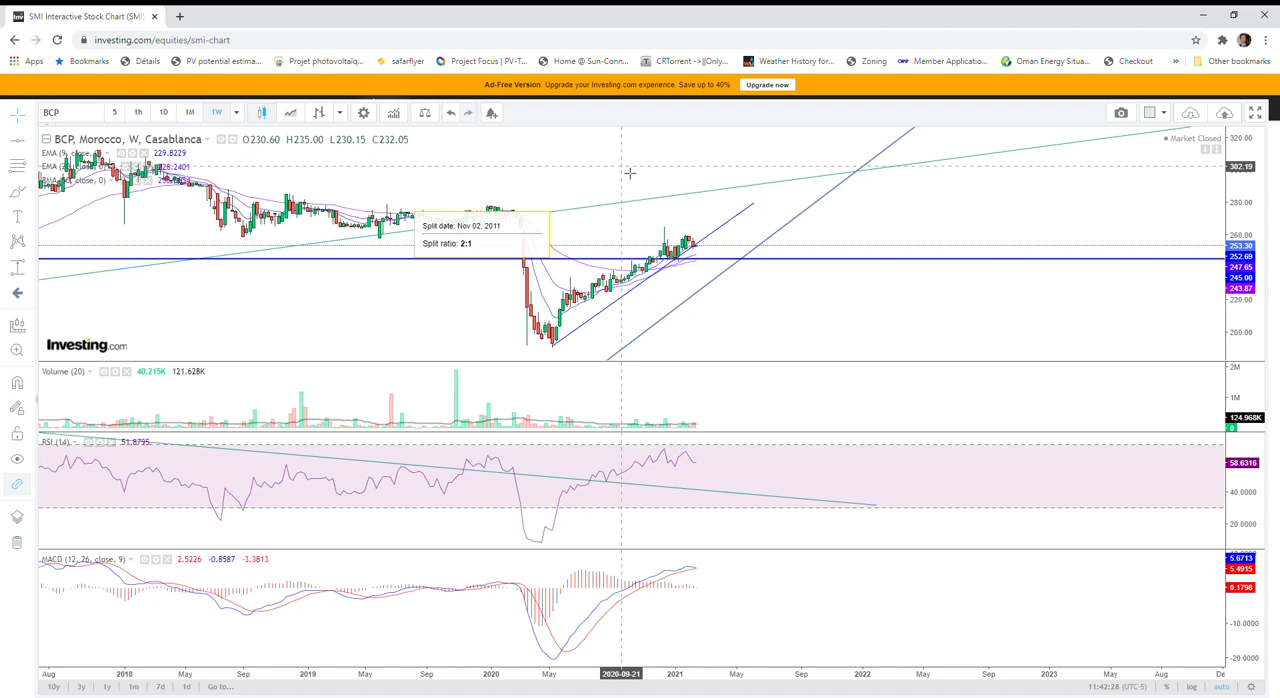 SMI Interactive Stock Chart (SMI)
investing.com/equities/smi-chart
Apps Bookmarks Détails PV potential estima... Projet photovoltaïq... safarflyer Project Focus | PV-T... Home @ Sun-Conn... CRTorrent ->||Only... Weather History for... Zoning Member Applicatio... Oman Energy Situa... Checkout » Other bookmarks
Ad-Free Version. Upgrade your Investing.com experience. Save up to 40% Upgrade now
BCP 5 1h 1D 1M 1W
BCP, Morocco, W, Casablanca O230.60 H235.00 L230.15 C232.05
Market Closed
EMA (9, close, 229.8229
228.2401
Split date: Nov 02, 2011
Split ratio: 2:1
320.00
302.19
280.00
260.00
253.30
252.69
247.65
245.00
243.87
220.00
200.00
Investing.com
Volume (20) 40.215K 121.628K
2M
1M
124.968K
0
RSI (14) 51.8795
58.6316
40.0000
20.0000
MACD (12, 26, close, 9) 2.5226 -0.8587 -3.3813
5.6713
5.4915
0.1798
-10.0000
-20.0000
Aug 2018 May Sep 2019 May Sep 2020 May 2020-09-21 2021 May Sep 2022 May Sep 2023 May Aug De
10y 3y 1y 1m 7d 1d Go to... 11:42:28 (UTC-5) % log auto